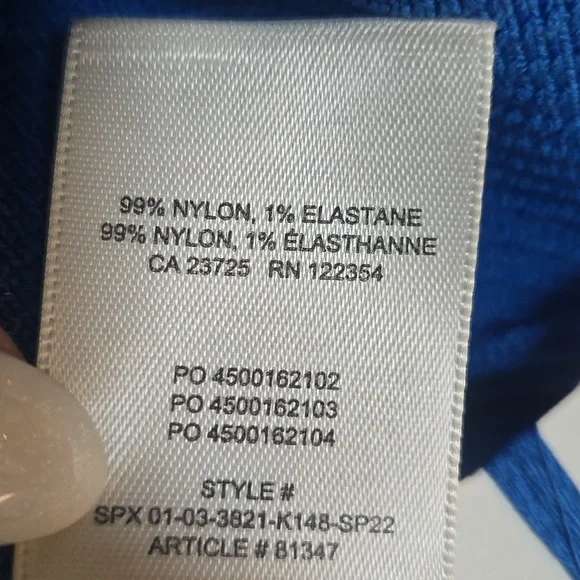 99% NYLON, 1% ELASTANE
99% NYLON, 1% ÉLASTHANNE
CA 23725 RN 122354
PO 4500162102
PO 4500162103
PO 4500162104
STYLE #
SPX 01-03-3821-K148-SP22
ARTICLE # 81347